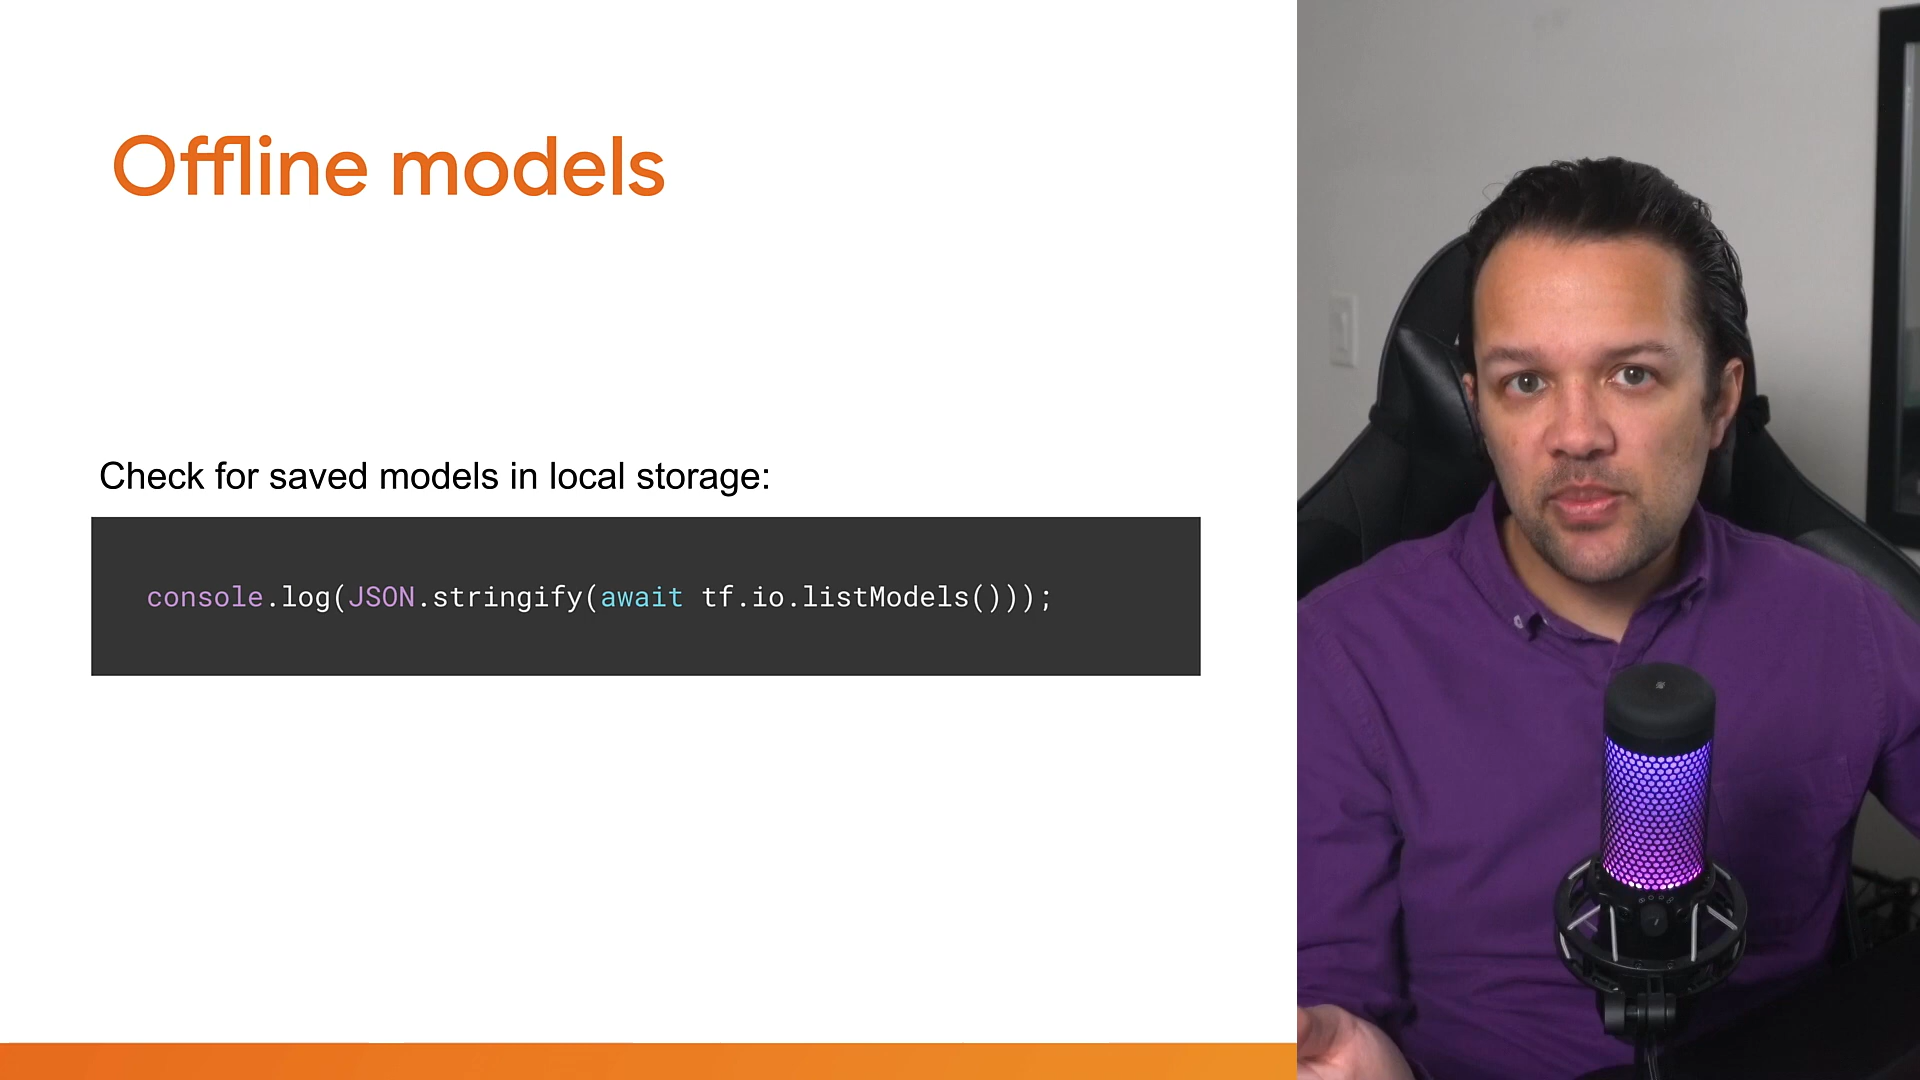 Offline models
Check for saved models in local storage:
console.log(JSON.stringify(await tf.io.listModels()));